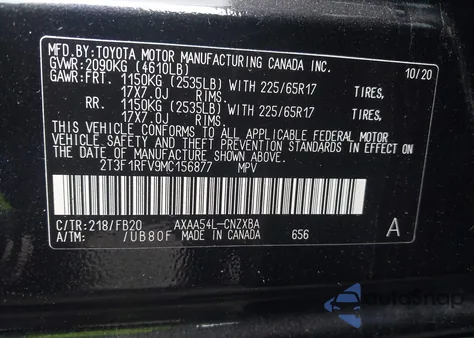 MFD.BY:TOYOTA MOTOR MANUFACTURING CANADA INC.
GVWR:2090KG (4610LB) 10/20
GAWR:FRT. 1150KG (2535LB) WITH 225/65R17 TIRES,
17X7.0J RIMS,
RR. 1150KG (2535LB) WITH 225/65R17 TIRES,
17X7.0J RIMS,
THIS VEHICLE CONFORMS TO ALL APPLICABLE FEDERAL MOTOR
VEHICLE SAFETY AND THEFT PREVENTION STANDARDS IN
EFFECT ON THE DATE OF MANUFACTURE SHOWN ABOVE.
2T3F1RFV9MC156877 MPV
C/TR:218/FB20 AXAA54L-CNZXBA A
A/TM: /UB80F MADE IN CANADA 656
autoSnap